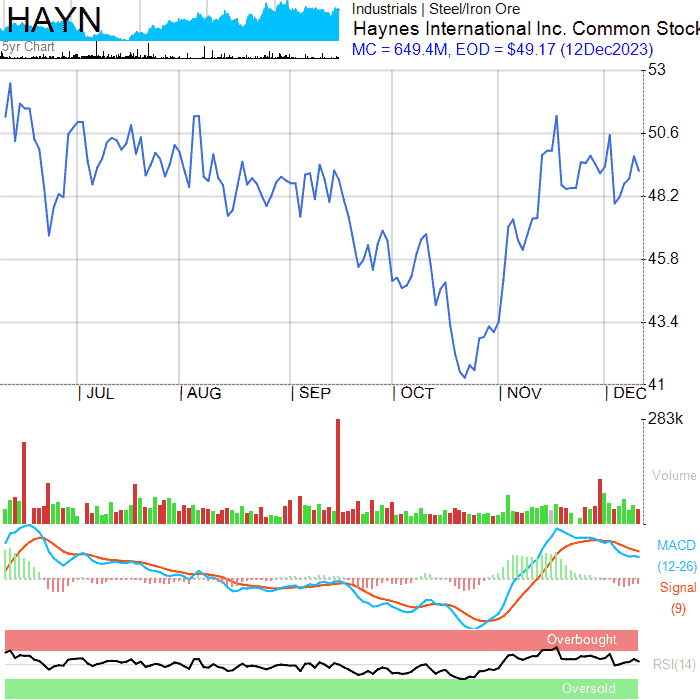 HAYN
5yr Chart
Industrials | Steel/Iron Ore
Haynes International Inc. Common Stock
MC = 649.4M, EOD = $49.17 (12Dec2023)
53
50.6
48.2
45.8
43.4
41
JUL AUG SEP OCT NOV DEC
283k
Volume
MACD
(12-26)
Signal
(9)
Overbought
RSI(14)
Oversold